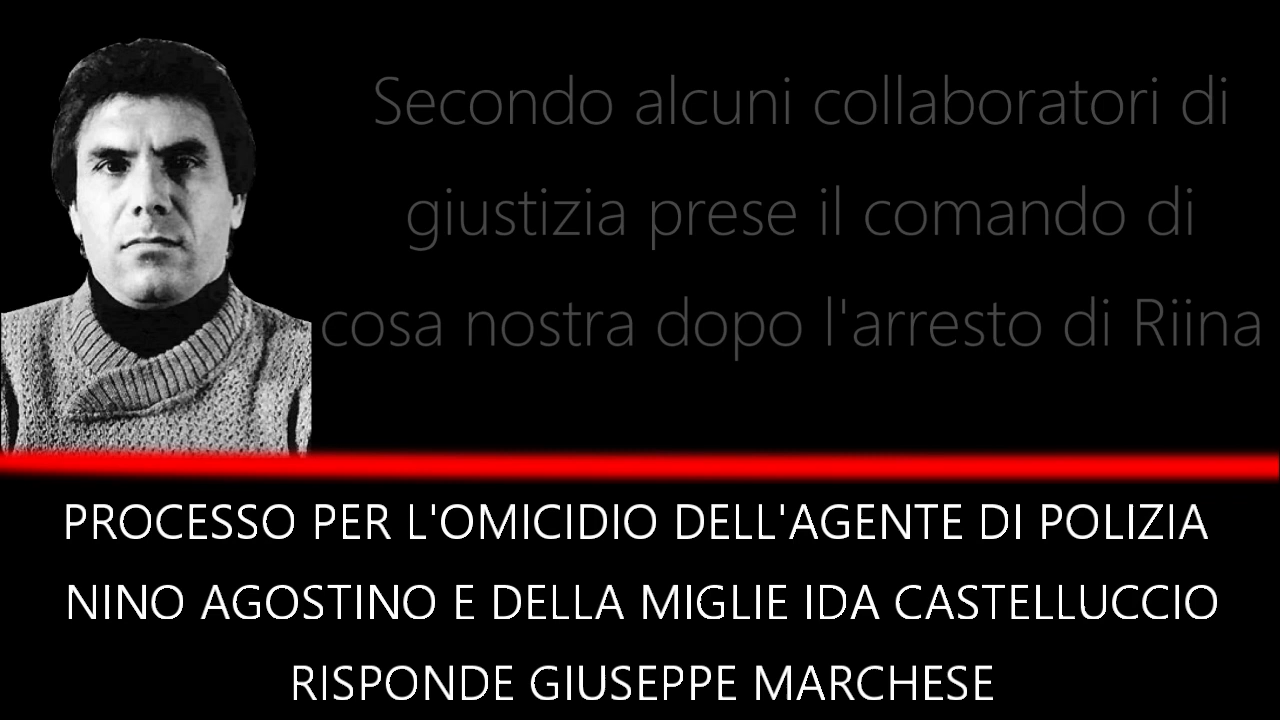 Secondo alcuni collaboratori di
giustizia prese il comando di
cosa nostra dopo l'arresto di Riina
PROCESSO PER L'OMICIDIO DELL'AGENTE DI POLIZIA
NINO AGOSTINO E DELLA MIGLIE IDA CASTELLUCCIO
RISPONDE GIUSEPPE MARCHESE